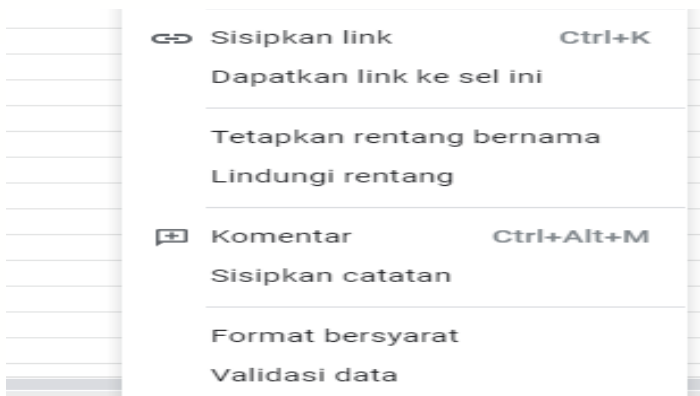 Sisipkan link Ctrl+K
Dapatkan link ke sel ini
Tetapkan rentang bernama
Lindungi rentang
Komentar Ctrl+Alt+M
Sisipkan catatan
Format bersyarat
Validasi data